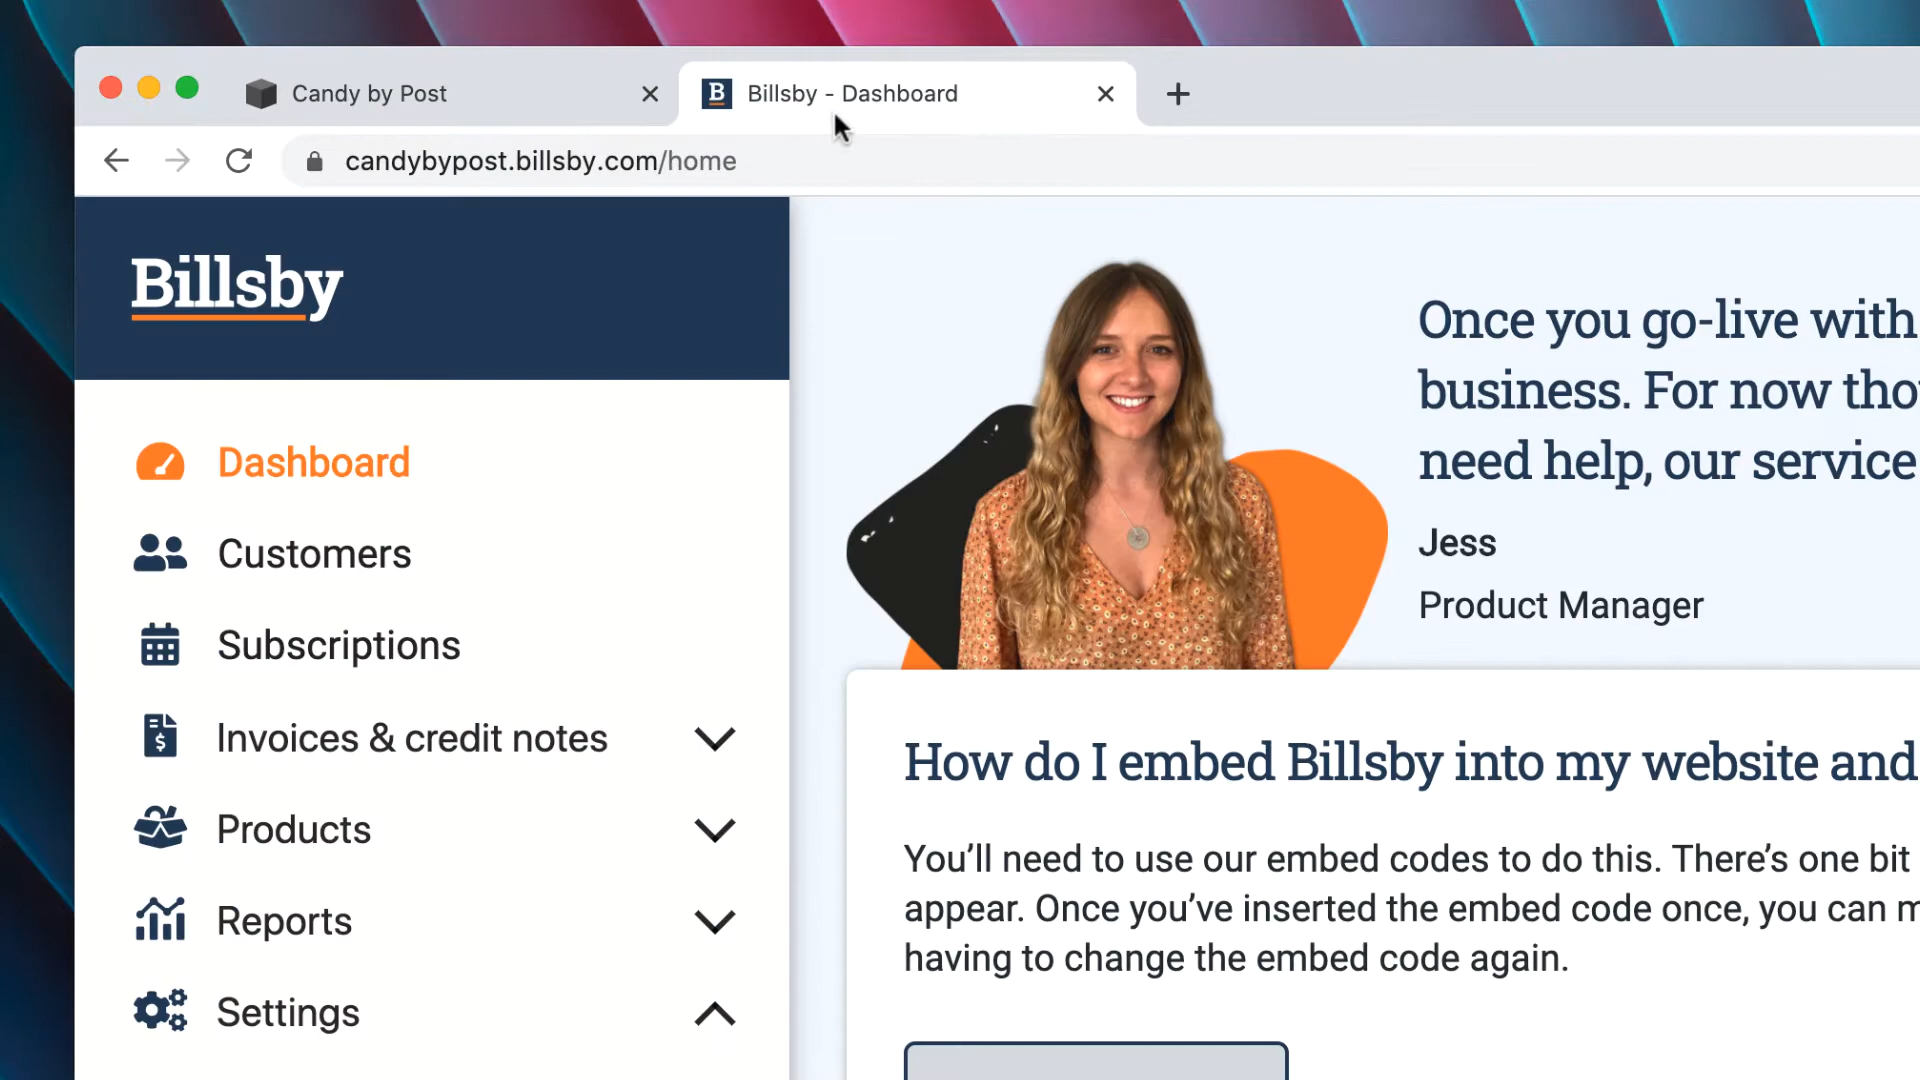 Candy by Post
Billsby - Dashboard
candybypost.billsby.com/home
Billsby
Dashboard
Customers
Subscriptions
Invoices & credit notes
Products
Reports
Settings
Once you go-live with
business. For now tho
need help, our service
Jess
Product Manager
How do I embed Billsby into my website and
You’ll need to use our embed codes to do this. There’s one bit
appear. Once you’ve inserted the embed code once, you can m
having to change the embed code again.